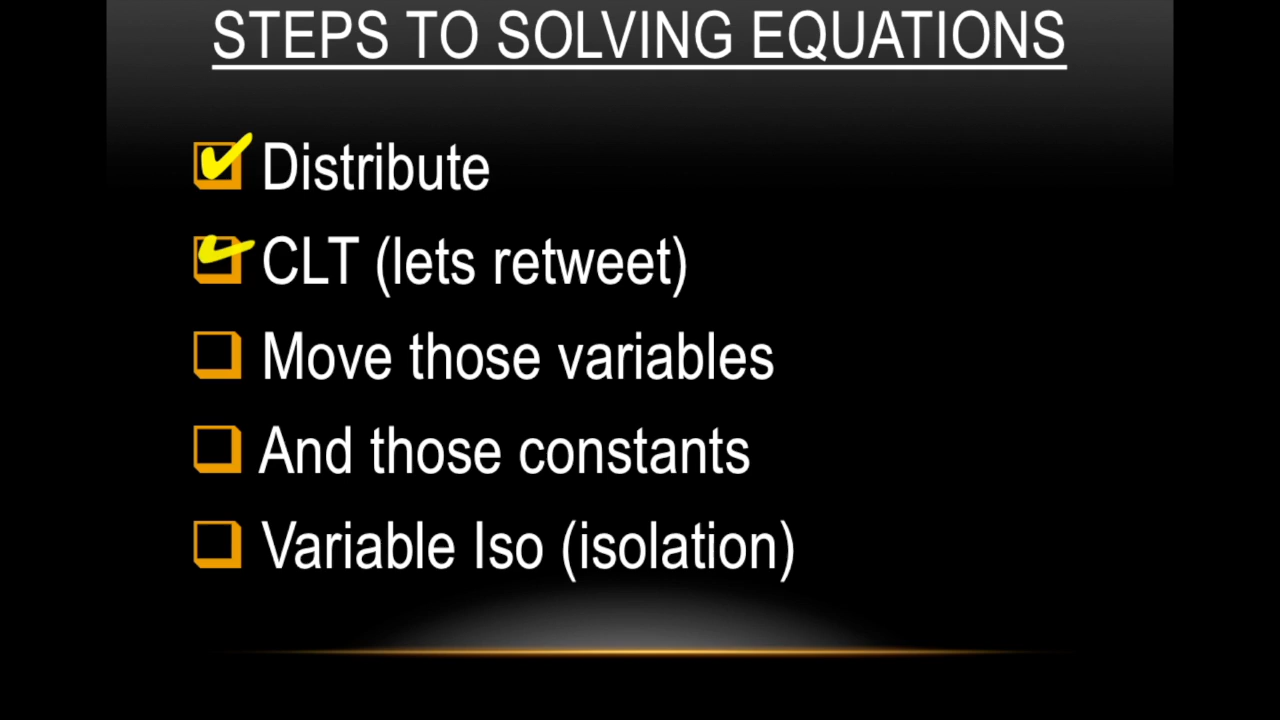 STEPS TO SOLVING EQUATIONS
Distribute
CLT (lets retweet)
Move those variables
And those constants
Variable Iso (isolation)